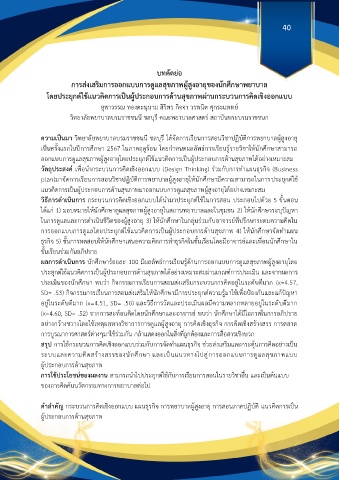 40
บทคัดย่อ
การส่งเสริมการออกแบบการดูแลสุขภาพผู้สูงอายุของนักศึกษาพยาบาล
โดยประยุกต์ใช้แนวคิดการเป็นผู้ประกอบการด้านสุขภาพผ่านกระบวนการคิดเชิงออกแบบ
สุพาวรรณ ทองตะนุนาม สิริพร กิจจา วรพนิต ศุกระแพทย์
วิทยาลัยพยาบาลบรมราชชนนี ชลบุรี คณะพยาบาลศาสตร์ สถาบันพระบรมราชชนก
ความเป็นมา วิทยาลัยพยาบาลบรมราชชนนี ชลบุรี ได้จัดการเรียนการสอนวิชาปฏิบัติการพยาบาลผู้สูงอายุ
เป็นครั้งแรกในปีการศึกษา 2567 ในภาคฤดูร้อน โดยกำหนดผลลัพธ์การเรียนรู้รายวิชาให้นักศึกษาสามารถ
ออกแบบการดูแลสุขภาพผู้สูงอายุโดยประยุกต์ใช้แนวคิดการเป็นผู้ประกอบการด้านสุขภาพได้อย่างเหมาะสม
วัตถุประสงค์ เพื่อนำกระบวนการคิดเชิงออกแบบ (Design Thinking) ร่วมกับการทำแผนธุรกิจ (Business
plan)มาจัดการเรียนการสอนวิชาปฏิบัติการพยาบาลผู้สูงอายุให้นักศึกษามีความสามารถในการประยุกต์ใช้
แนวคิดการเป็นผู้ประกอบการด้านสุขภาพมาออกแบบการดูแลสุขภาพผู้สูงอายุได้อย่างเหมาะสม
วิธีการดำเนินการ กระบวนการคิดเชิงออกแบบได้นำมาประยุกต์ใช้ในการสอน ประกอบไปด้วย 5 ขั้นตอน
ได้แก่ 1) มอบหมายให้นักศึกษาดูแลสุขภาพผู้สูงอายุในสถานพยาบาลและในชุมชน 2) ให้นักศึกษาระบุปัญหา
ในการดูแลและการดำเนินชีวิตของผู้สูงอายุ 3) ให้นักศึกษาในกลุ่มร่วมกับอาจารย์ที่ปรึกษาระดมความคิดใน
การออกแบบการดูแลโดยประยุกต์ใช้แนวคิดการเป็นผู้ประกอบการด้านสุขภาพ 4) ให้นักศึกษาจัดทำแผน
ธุรกิจ 5) ขั้นการทดสอบให้นักศึกษาเสนอความคิดการทำธุรกิจในชั้นเรียนโดยมีอาจารย์และเพื่อนนักศึกษาใน
ชั้นเรียนร่วมกันอภิปราย
ผลการดำเนินการ นักศึกษาร้อยละ 100 มีผลลัพธ์การเรียนรู้ด้านการออกแบบการดูแลสุขภาพผู้สูงอายุโดย
ประยุกต์ใช้แนวคิดการเป็นผู้ประกอบการด้านสุขภาพได้อย่างเหมาะสมผ่านเกณฑ์การประเมิน และจากผลการ
ประเมินของนักศึกษา พบว่า กิจกรรมการเรียนการสอนส่งเสริมกระบวนการคิดอยู่ในระดับดีมาก (x=4.57,
SD= .53) กิจกรรมการเรียนการสอนส่งเสริมให้นักศึกษามีการประยุกต์ความรู้มาใช้เพื่อป้องกันและแก้ปัญหา
อยู่ในระดับดีมาก (x=4.51, SD= .50) และวิธีการวัดและประเมินผลมีความหลากหลายอยู่ในระดับดีมาก
(x=4.60, SD= .52) จากการสะท้อนคิดโดยนักศึกษาและอาจารย์ พบว่า นักศึกษาได้มีโอกาสในการอภิปราย
อย่างกว้างขวางโดยใช้เหตุผลทางวิชาการการดูแลผู้สูงอายุ การคิดเชิงธุรกิจ การคิดเชิงสร้างสรร การตลาด
การบูรณาการศาสตร์ต่างๆมาใช้ร่วมกัน กล้าแสดงออกในสิ่งที่ถูกต้องและการสื่อสารเชิงบวก
สรุป การใช้กระบวนการคิดเชิงออกแบบร่วมกับการจัดทำแผนธุรกิจ ช่วยส่งเสริมและกระตุ้นการคิดอย่างเป็น
ระบบและความคิดสร้างสรรของนักศึกษา และเป็นแนวทางไปสู่การออกแบบการดูแลสุขภาพแบบ
ผู้ประกอบการด้านสุขภาพ
การใช้ประโยชน์ของผลงาน สามารถนำไปประยุกต์ใช้กับการเรียนการสอนในรายวิชาอื่น และเป็นต้นแบบ
ของการคิดค้นนวัตกรรมทางการพยาบาลต่อไป
คำสำคัญ กระบวนการคิดเชิงออกแบบ แผนธุรกิจ การพยาบาลผู้สูงอายุ การสอนภาคปฏิบัติ แนวคิดการเป็น
ผู้ประกอบการด้านสุขภาพ